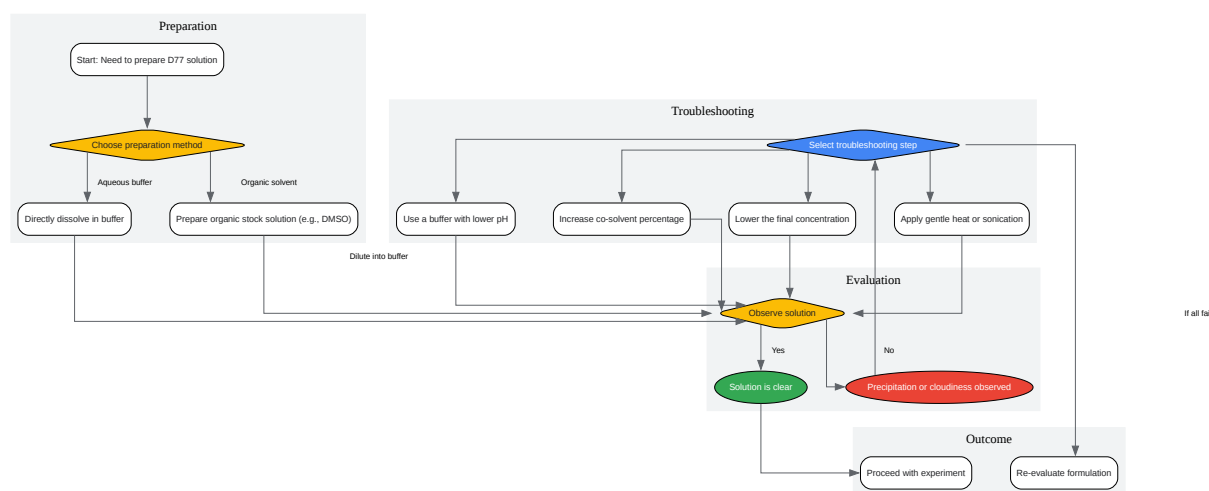 Preparation
Start: Need to prepare D77 solution
Choose preparation method
Aqueous buffer
Organic solvent
Directly dissolve in buffer
Prepare organic stock solution (e.g., DMSO)
Dilute into buffer
Troubleshooting
Select troubleshooting step
Use a buffer with lower pH
Increase co-solvent percentage
Lower the final concentration
Apply gentle heat or sonication
Evaluation
Observe solution
If all fai
Yes
No
Solution is clear
Precipitation or cloudiness observed
Outcome
Proceed with experiment
Re-evaluate formulation